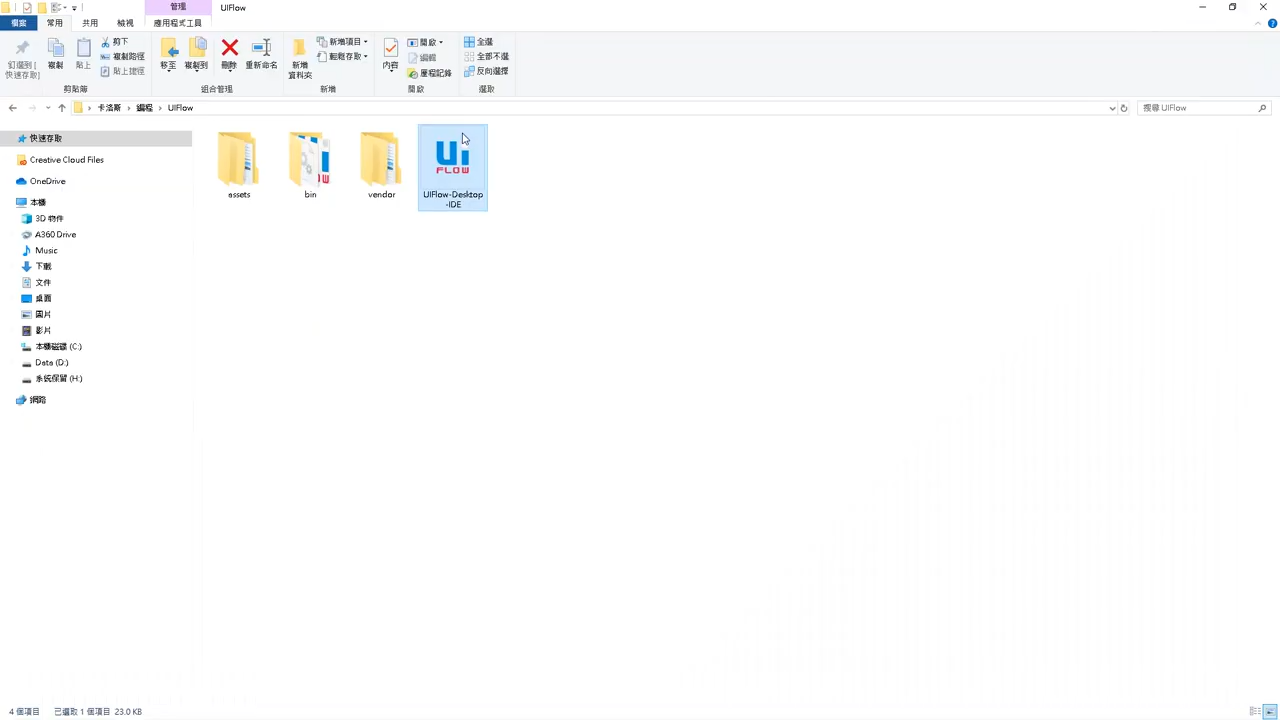 管理
UIFlow
檔案
常用
共用
檢視
應用程式工具
釘選到 [
快速存取]
複製
貼上
剪下
複製路徑
貼上捷徑
剪貼簿
移至
複製到
刪除
重新命名
組合管理
新增
資料夾
新增項目
輕鬆存取
新增
內容
開啟
編輯
歷程記錄
開啟
全選
全部不選
反向選擇
選取
卡洛斯 > 編程 > UIFlow
搜尋 UIFlow
快速存取
Creative Cloud Files
OneDrive
本機
3D 物件
A360 Drive
Music
下載
文件
桌面
圖片
影片
本機磁碟 (C:)
Data (D:)
系統保留 (H:)
網路
assets
bin
vendor
Ui
FLOW
UIFlow-Desktop
-IDE
4 個項目
已選取 1 個項目 23.0 KB